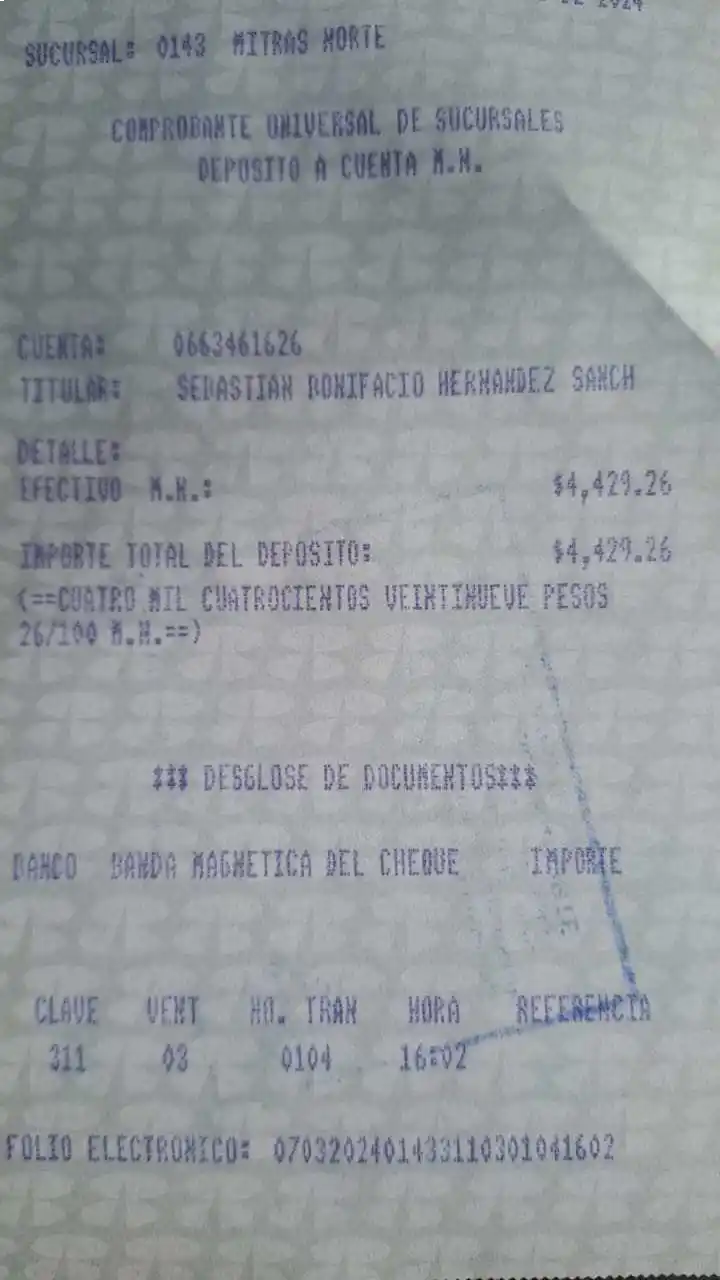 2024
SUCURSAL: 0143 MITRAS NORTE
COMPROBANTE UNIVERSAL DE SUCURSALES
DEPOSITO A CUENTA M.N.
CUENTA: 0663461626
TITULAR: SEBASTIAN BONIFACIO HERNANDEZ SANCH
DETALLE:
EFECTIVO M.N.: $4,429.26
IMPORTE TOTAL DEL DEPOSITO: $4,429.26
(==CUATRO MIL CUATROCIENTOS VEINTINUEVE PESOS
26/100 M.N.==)
*** DESGLOSE DE DOCUMENTOS***
BANCO BANDA MAGNETICA DEL CHEQUE IMPORTE
CLAVE VENT NO. TRAN HORA REFERENCIA
311 03 0104 16:02
FOLIO ELECTRONICO: 0703202401433110301041602